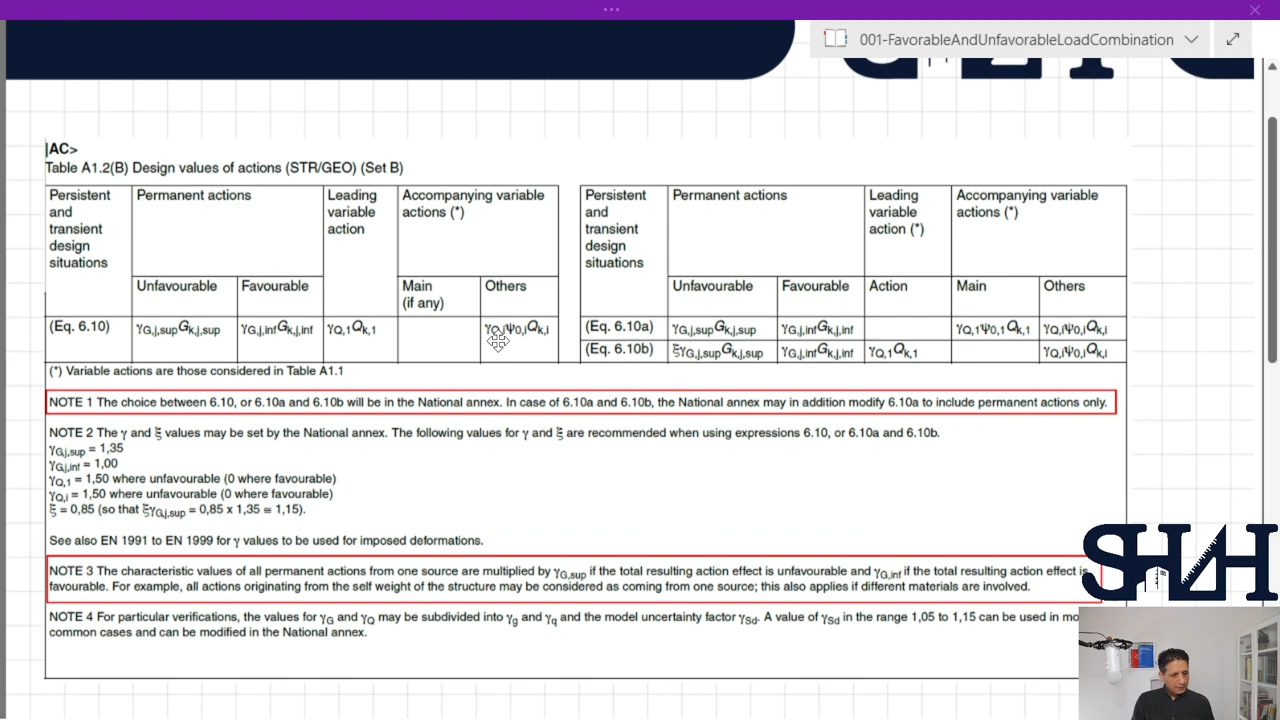 001-FavorableAndUnfavorableLoadCombination
|AC>
Table A1.2(B) Design values of actions (STR/GEO) (Set B)
Persistent and transient design situations
Permanent actions
Leading variable action
Accompanying variable actions (*)
Unfavourable
Favourable
Main (if any)
Others
(Eq. 6.10)
γG,j,supGk,j,sup
γG,j,infGk,j,inf
γQ,1Qk,1
γQ,iψ0,iQk,i
Persistent and transient design situations
Permanent actions
Leading variable action (*)
Accompanying variable actions (*)
Unfavourable
Favourable
Action
Main
Others
(Eq. 6.10a)
γG,j,supGk,j,sup
γG,j,infGk,j,inf
γQ,1ψ0,1Qk,1
γQ,iψ0,iQk,i
(Eq. 6.10b)
ξγG,j,supGk,j,sup
γG,j,infGk,j,inf
γQ,1Qk,1
γQ,iψ0,iQk,i
(*) Variable actions are those considered in Table A1.1
NOTE 1 The choice between 6.10, or 6.10a and 6.10b will be in the National annex. In case of 6.10a and 6.10b, the National annex may in addition modify 6.10a to include permanent actions only.
NOTE 2 The γ and ξ values may be set by the National annex. The following values for γ and ξ are recommended when using expressions 6.10, or 6.10a and 6.10b.
γG,j,sup = 1,35
γG,j,inf = 1,00
γQ,1 = 1,50 where unfavourable (0 where favourable)
γQ,i = 1,50 where unfavourable (0 where favourable)
ξ = 0,85 (so that ξγG,j,sup = 0,85 x 1,35 ≅ 1,15).
See also EN 1991 to EN 1999 for γ values to be used for imposed deformations.
NOTE 3 The characteristic values of all permanent actions from one source are multiplied by γG,sup if the total resulting action effect is unfavourable and γG,inf if the total resulting action effect is
favourable. For example, all actions originating from the self weight of the structure may be considered as coming from one source; this also applies if different materials are involved.
NOTE 4 For particular verifications, the values for γG and γQ may be subdivided into γg and γq and the model uncertainty factor γSd. A value of γSd in the range 1,05 to 1,15 can be used in mo
common cases and can be modified in the National annex.